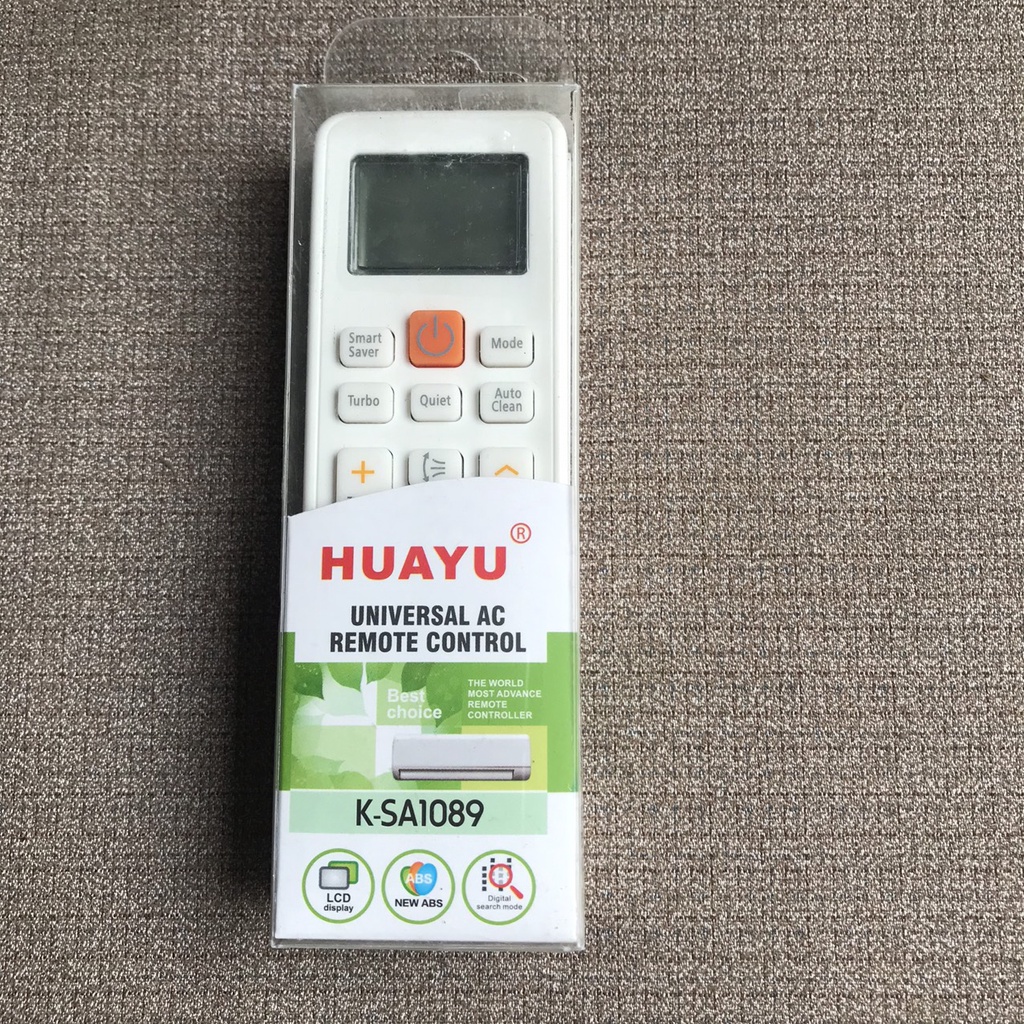 Smart
Saver
Mode
Turbo
Quiet
Auto
Clean
HUAYU®
UNIVERSAL AC
REMOTE CONTROL
Best
choice
THE WORLD
MOST ADVANCE
REMOTE
CONTROLLER
K-SA1089
LCD
display
ABS
NEW ABS
Digital
search mode